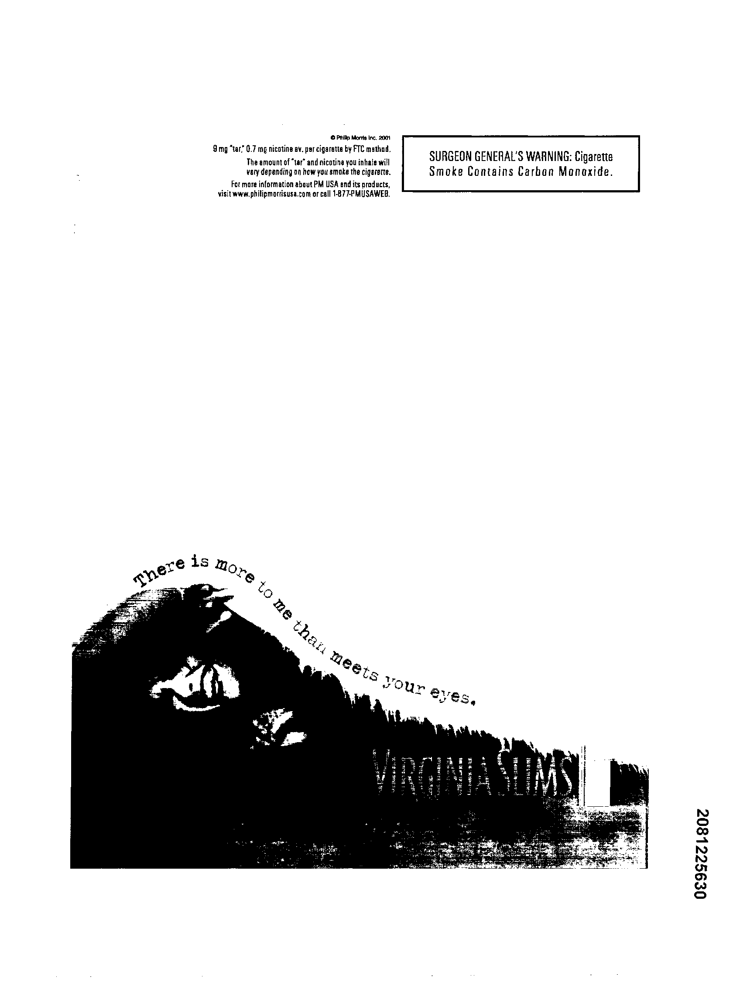 © Philip Morris Inc. 2001
9 mg "tar," 0.7 mg nicotine av. per cigarette by FTC method.
The amount of "tar" and nicotine you inhale will
vary depending on how you smoke the cigarette.
For more information about PM USA and its products,
visit www.philipmorrisusa.com or call 1-877-PMUSAWEB.
SURGEON GENERAL'S WARNING: Cigarette
Smoke Contains Carbon Monoxide.
There is more to me than meets your eyes.
VIRGINIA SLIMS
2081225630